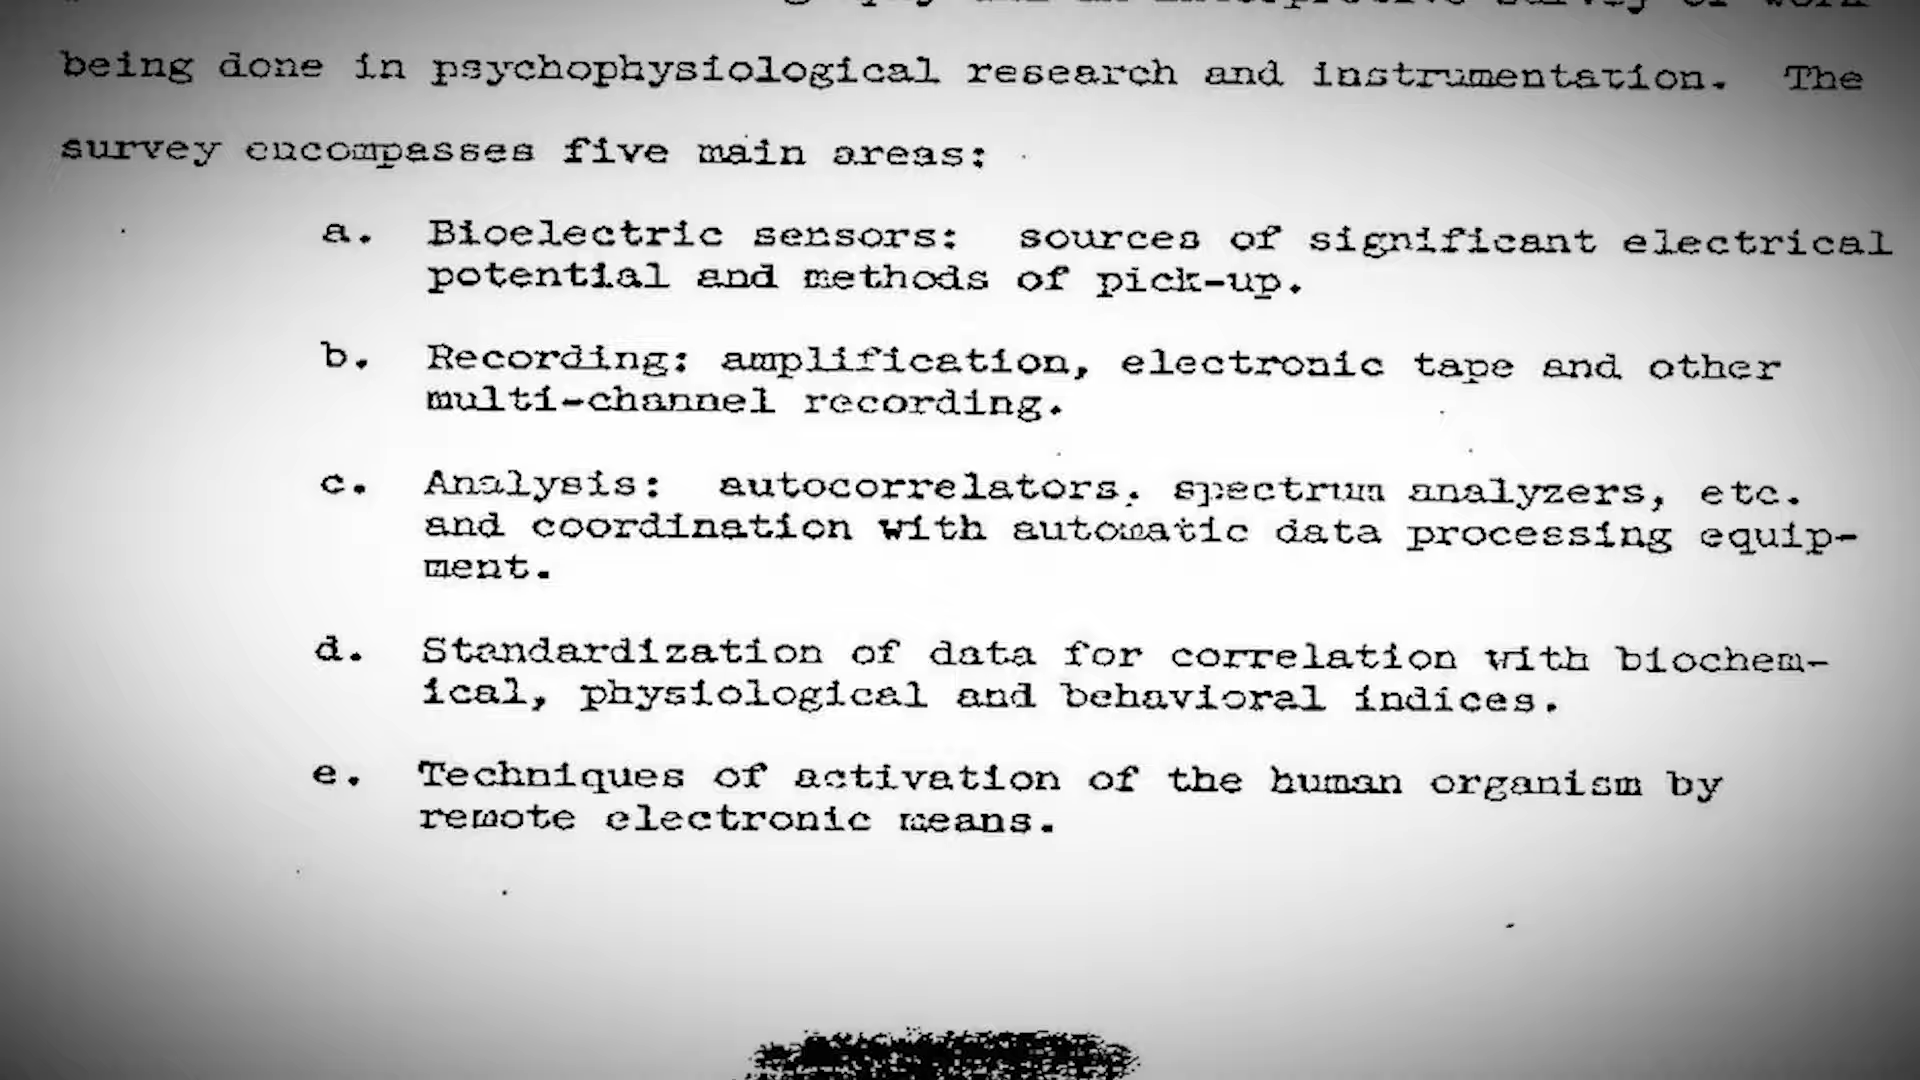 being done in psychophysiological research and instrumentation. The
survey encompasses five main areas:
a. Bioelectric sensors: sources of significant electrical
potential and methods of pick-up.
b. Recording: amplification, electronic tape and other
multi-channel recording.
c. Analysis: autocorrelators, spectrum analyzers, etc.
and coordination with automatic data processing equip-
ment.
d. Standardization of data for correlation with biochem-
ical, physiological and behavioral indices.
e. Techniques of activation of the human organism by
remote electronic means.